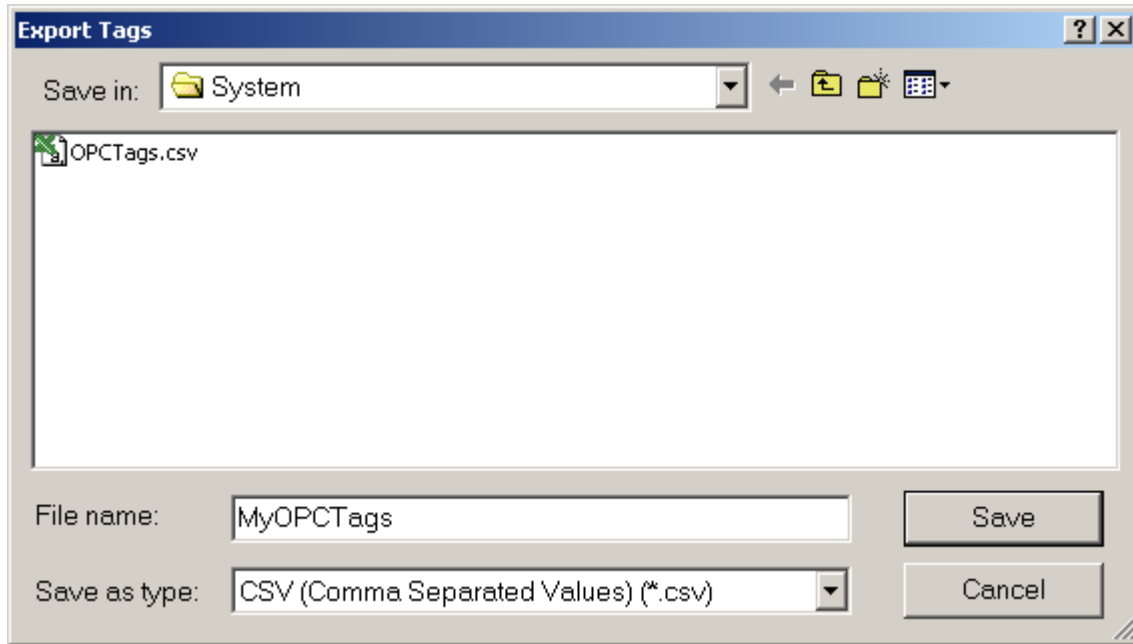 Export Tags
Save in: System
OPCTags.csv
File name: MyOPCTags Save
Save as type: CSV (Comma Separated Values) (*.csv) Cancel